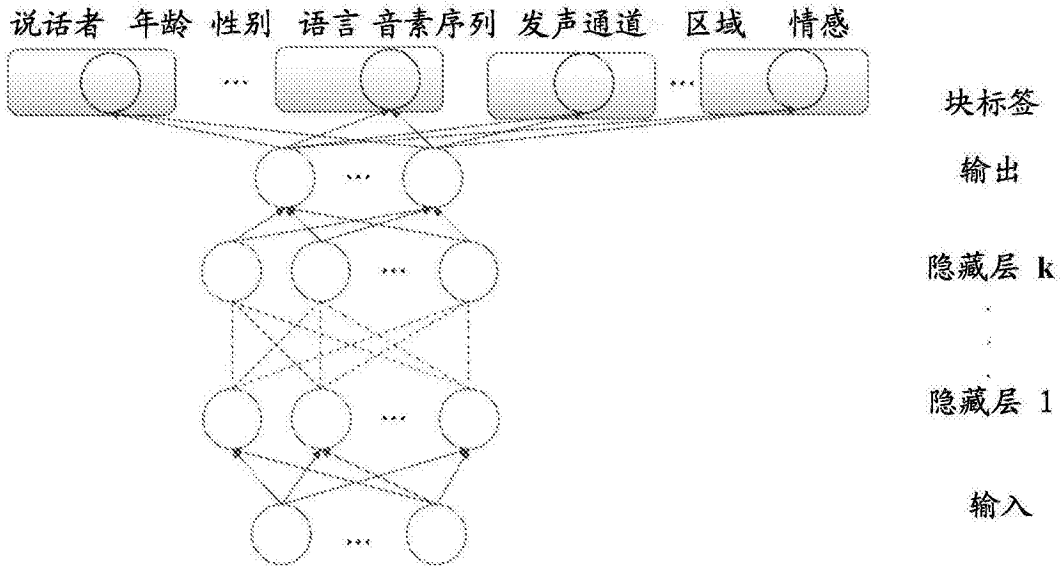 说话者 年龄 性别 语言 音素序列 发声通道 区域 情感
块标签
输出
隐藏层 k
隐藏层 1
输入